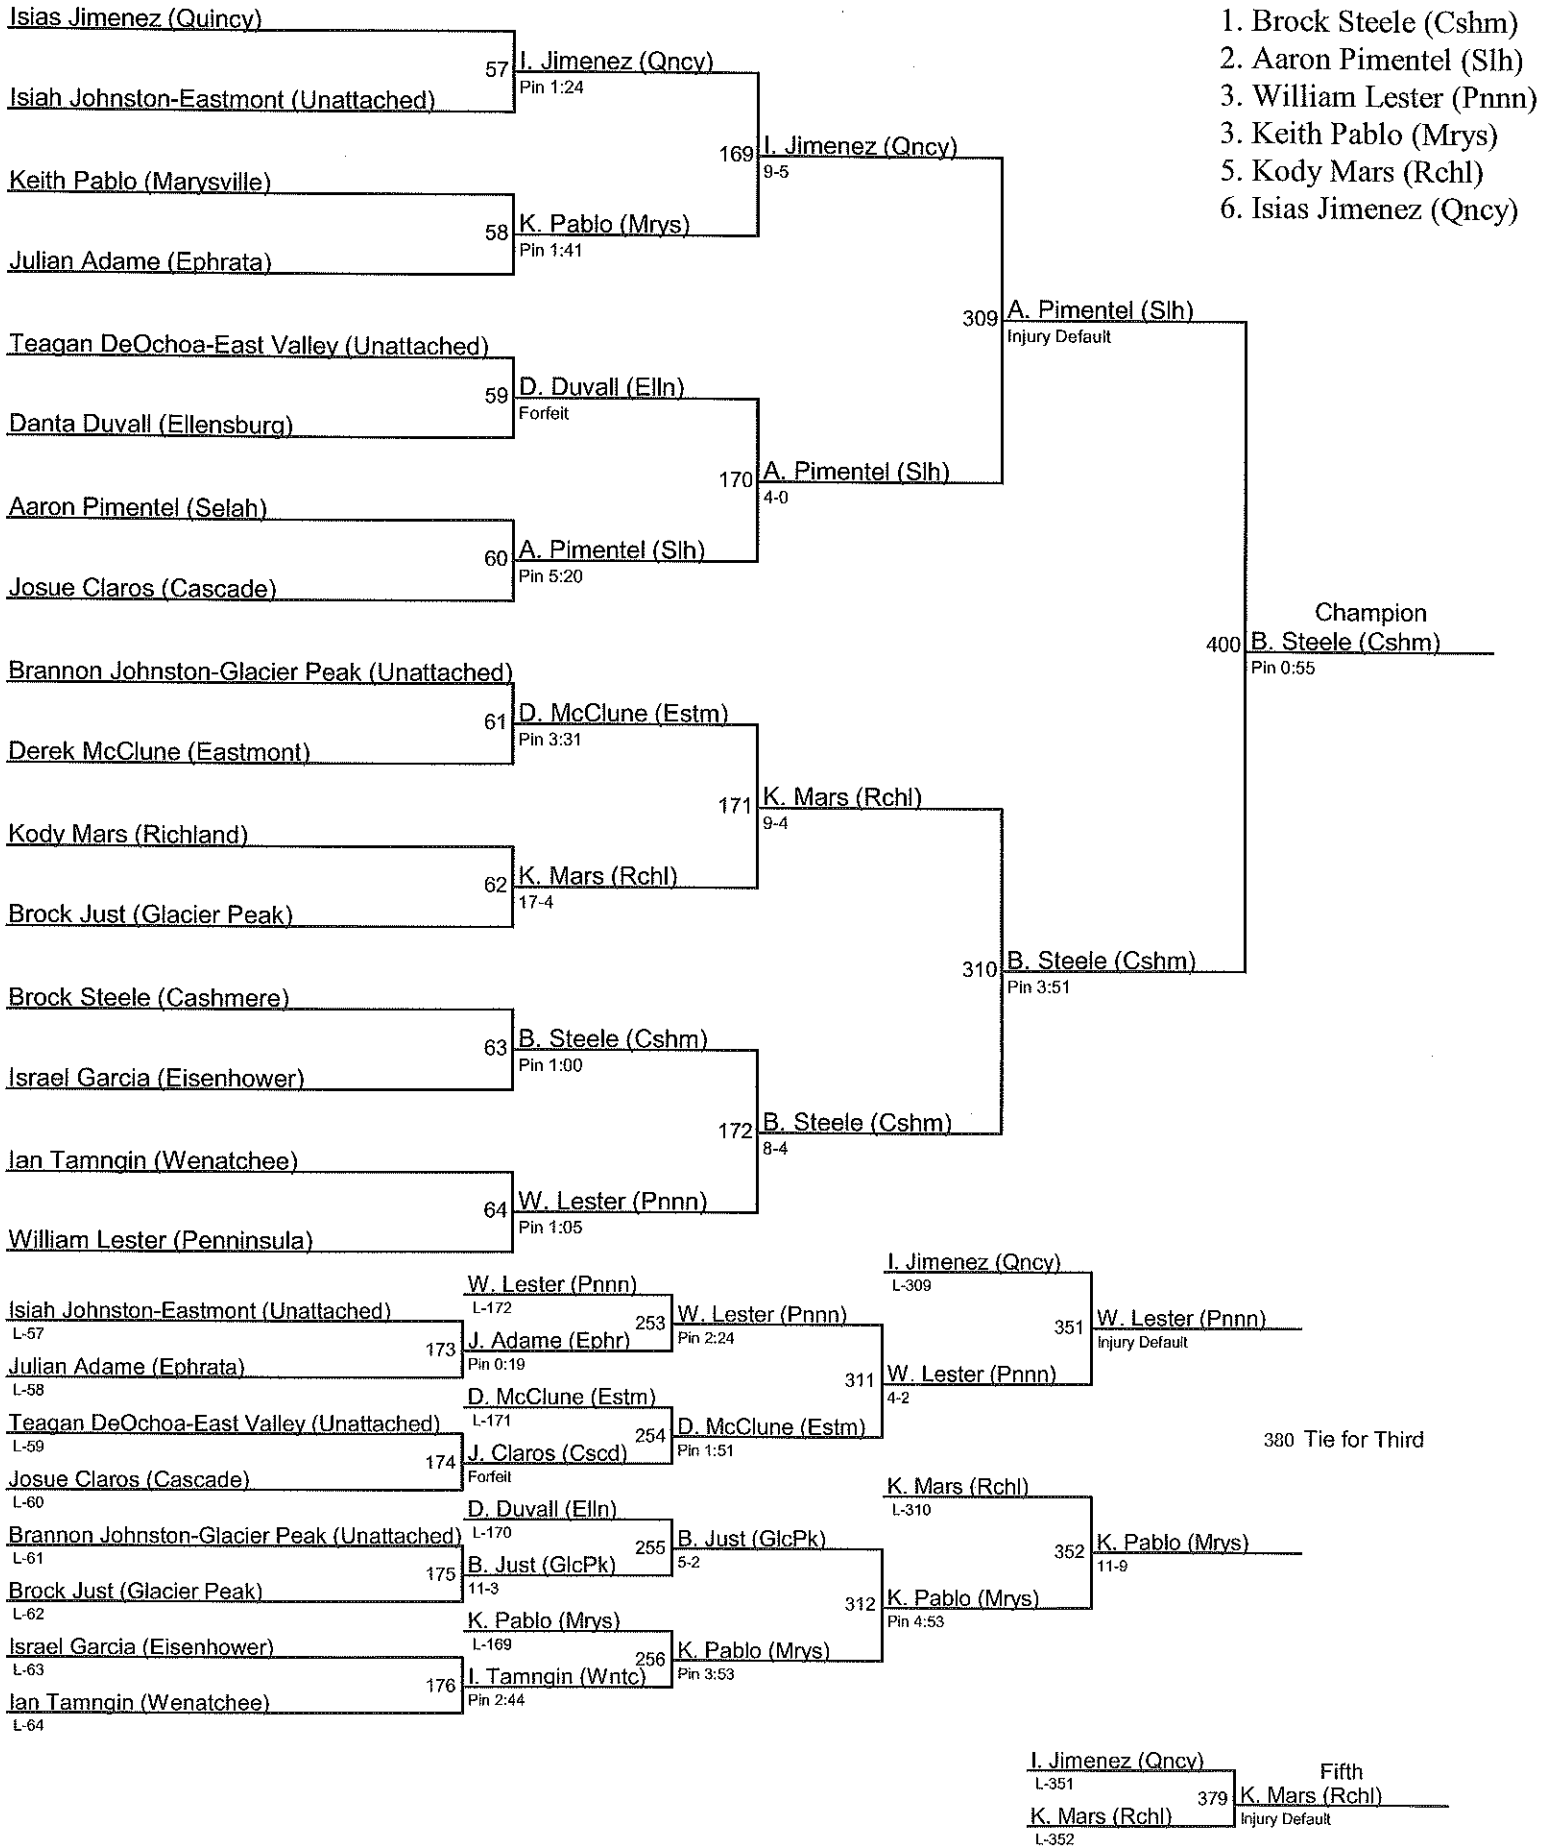 Isias Jimenez (Quincy)
57
I. Jimenez (Qncy)
Pin 1:24
Isiah Johnston-Eastmont (Unattached)
169
I. Jimenez (Qncy)
9-5
Keith Pablo (Marysville)
58
K. Pablo (Mrys)
Pin 1:41
Julian Adame (Ephrata)
309
A. Pimentel (Slh)
Injury Default
Teagan DeOchoa-East Valley (Unattached)
59
D. Duvall (Elln)
Forfeit
Danta Duvall (Ellensburg)
170
A. Pimentel (Slh)
4-0
Aaron Pimentel (Selah)
60
A. Pimentel (Slh)
Pin 5:20
Josue Claros (Cascade)
1. Brock Steele (Cshm)
2. Aaron Pimentel (Slh)
3. William Lester (Pnnn)
3. Keith Pablo (Mrys)
5. Kody Mars (Rchl)
6. Isias Jimenez (Qncy)
Champion
400
B. Steele (Cshm)
Pin 0:55
Brannon Johnston-Glacier Peak (Unattached)
61
D. McClune (Estm)
Pin 3:31
Derek McClune (Eastmont)
171
K. Mars (Rchl)
9-4
Kody Mars (Richland)
62
K. Mars (Rchl)
17-4
Brock Just (Glacier Peak)
310
B. Steele (Cshm)
Pin 3:51
Brock Steele (Cashmere)
63
B. Steele (Cshm)
Pin 1:00
Israel Garcia (Eisenhower)
172
B. Steele (Cshm)
8-4
Ian Tamngin (Wenatchee)
64
W. Lester (Pnnn)
Pin 1:05
William Lester (Penninsula)
Isiah Johnston-Eastmont (Unattached)
L-57
Julian Adame (Ephrata)
L-58
Teagan DeOchoa-East Valley (Unattached)
L-59
Josue Claros (Cascade)
L-60
Brannon Johnston-Glacier Peak (Unattached)
L-61
Brock Just (Glacier Peak)
L-62
Israel Garcia (Eisenhower)
L-63
Ian Tamngin (Wenatchee)
L-64
W. Lester (Pnnn)
L-172
173
J. Adame (Ephr)
Pin 0:19
D. McClune (Estm)
L-171
174
J. Claros (Cscd)
Forfeit
D. Duvall (Elln)
L-170
175
B. Just (GlcPk)
11-3
K. Pablo (Mrys)
L-169
176
I. Tamngin (Wntc)
Pin 2:44
253
W. Lester (Pnnn)
Pin 2:24
254
D. McClune (Estm)
Pin 1:51
255
B. Just (GlcPk)
5-2
256
K. Pablo (Mrys)
Pin 3:53
I. Jimenez (Qncy)
L-309
311
W. Lester (Pnnn)
4-2
K. Mars (Rchl)
L-310
312
K. Pablo (Mrys)
Pin 4:53
351
W. Lester (Pnnn)
Injury Default
380 Tie for Third
352
K. Pablo (Mrys)
11-9
I. Jimenez (Qncy)
L-351
K. Mars (Rchl)
L-352
Fifth
379
K. Mars (Rchl)
Injury Default